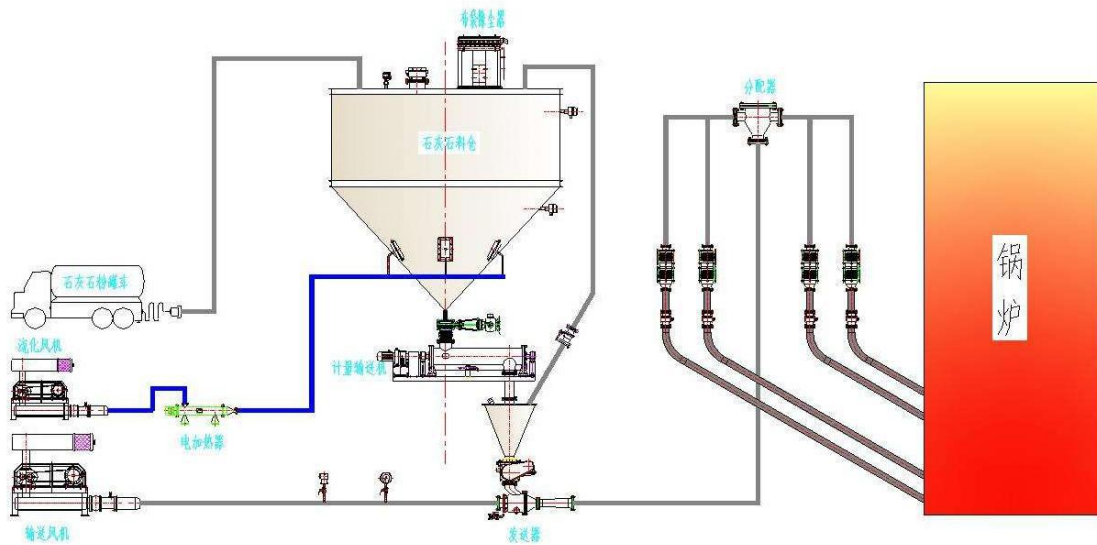 布袋除尘器
分配器
石灰石料仓
锅炉
石灰石粉罐车
流化风机
计量输送机
电加热器
输送风机
发送器